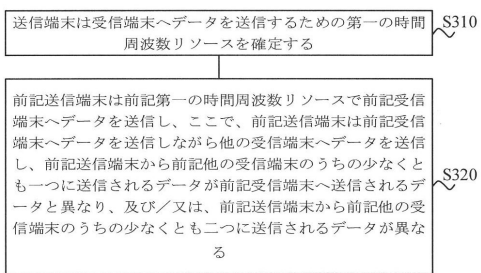 送信端末は受信端末へデータを送信するための第一の時間
周波数リソースを確定する
S310
前記送信端末は前記第一の時間周波数リソースで前記受信
端末へデータを送信し、ここで、前記送信端末は前記受信
端末へデータを送信しながら他の受信端末へデータを送信
し、前記送信端末から前記他の受信端末のうちの少なくと
も一つに送信されるデータが前記受信端末へ送信されるデ
ータと異なり、及び／又は、前記送信端末から前記他の受
信端末のうちの少なくとも二つに送信されるデータが異な
る
S320